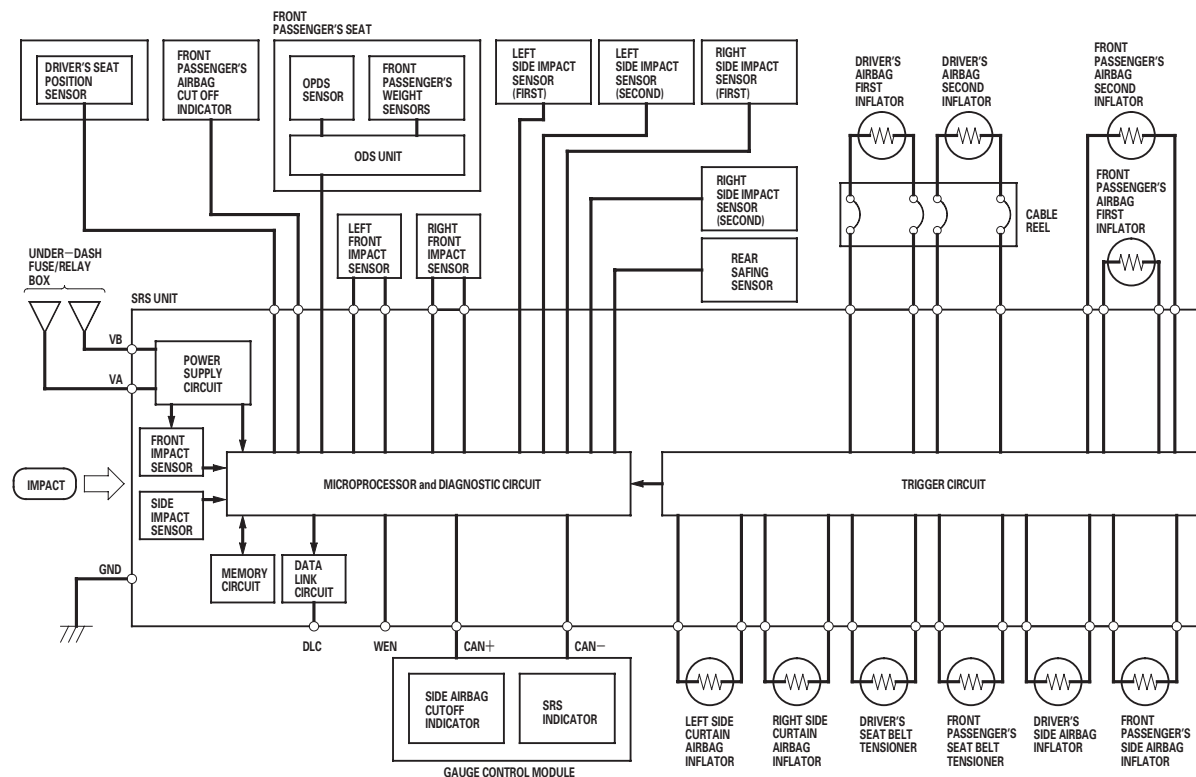 FRONT
PASSENGER'S SEAT
DRIVER'S SEAT
POSITION
SENSOR
FRONT
PASSENGER'S
AIRBAG
CUT OFF
INDICATOR
OPDS
SENSOR
FRONT
PASSENGER'S
WEIGHT
SENSORS
ODS UNIT
LEFT
SIDE IMPACT
SENSOR
(FIRST)
LEFT
SIDE IMPACT
SENSOR
(SECOND)
RIGHT
SIDE IMPACT
SENSOR
(FIRST)
DRIVER'S
AIRBAG
FIRST
INFLATOR
DRIVER'S
AIRBAG
SECOND
INFLATOR
FRONT
PASSENGER'S
AIRBAG
SECOND
INFLATOR
RIGHT
SIDE IMPACT
SENSOR
(SECOND)
FRONT
PASSENGER'S
AIRBAG
FIRST
INFLATOR
CABLE
REEL
LEFT
FRONT
IMPACT
SENSOR
RIGHT
FRONT
IMPACT
SENSOR
REAR
SAFING
SENSOR
UNDER-DASH
FUSE/RELAY
BOX
SRS UNIT
VB
VA
POWER
SUPPLY
CIRCUIT
FRONT
IMPACT
SENSOR
IMPACT
MICROPROCESSOR and DIAGNOSTIC CIRCUIT
TRIGGER CIRCUIT
SIDE
IMPACT
SENSOR
GND
MEMORY
CIRCUIT
DATA
LINK
CIRCUIT
DLC
WEN
CAN+
CAN-
SIDE AIRBAG
CUTOFF
INDICATOR
SRS
INDICATOR
GAUGE CONTROL MODULE
LEFT SIDE
CURTAIN
AIRBAG
INFLATOR
RIGHT SIDE
CURTAIN
AIRBAG
INFLATOR
DRIVER'S
SEAT BELT
TENSIONER
FRONT
PASSENGER'S
SEAT BELT
TENSIONER
DRIVER'S
SIDE AIRBAG
INFLATOR
FRONT
PASSENGER'S
SIDE AIRBAG
INFLATOR